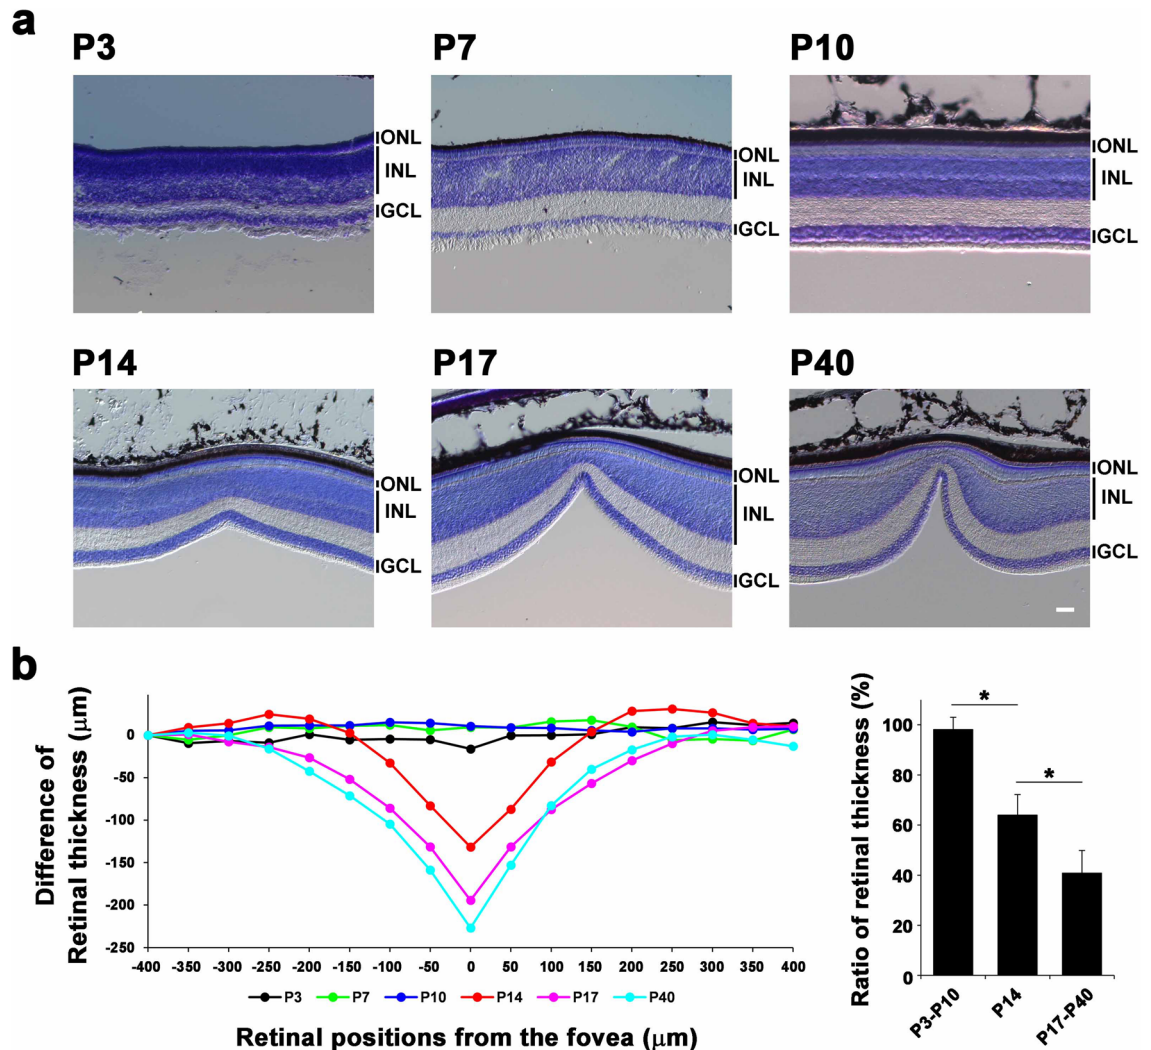 a
P3
P7
P10
ONL
INL
GCL
ONL
INL
GCL
ONL
INL
GCL
P14
P17
P40
ONL
INL
GCL
ONL
INL
GCL
ONL
INL
GCL
b
Difference of
Retinal thickness (μm)
0
-50
-100
-150
-200
-250
-400 -350 -300 -250 -200 -150 -100 -50 0 50 100 150 200 250 300 350 400
P3 P7 P10 P14 P17 P40
Retinal positions from the fovea (μm)
Ratio of retinal thickness (%)
100
80
60
40
20
0
*
*
P3-P10
P14
P17-P40